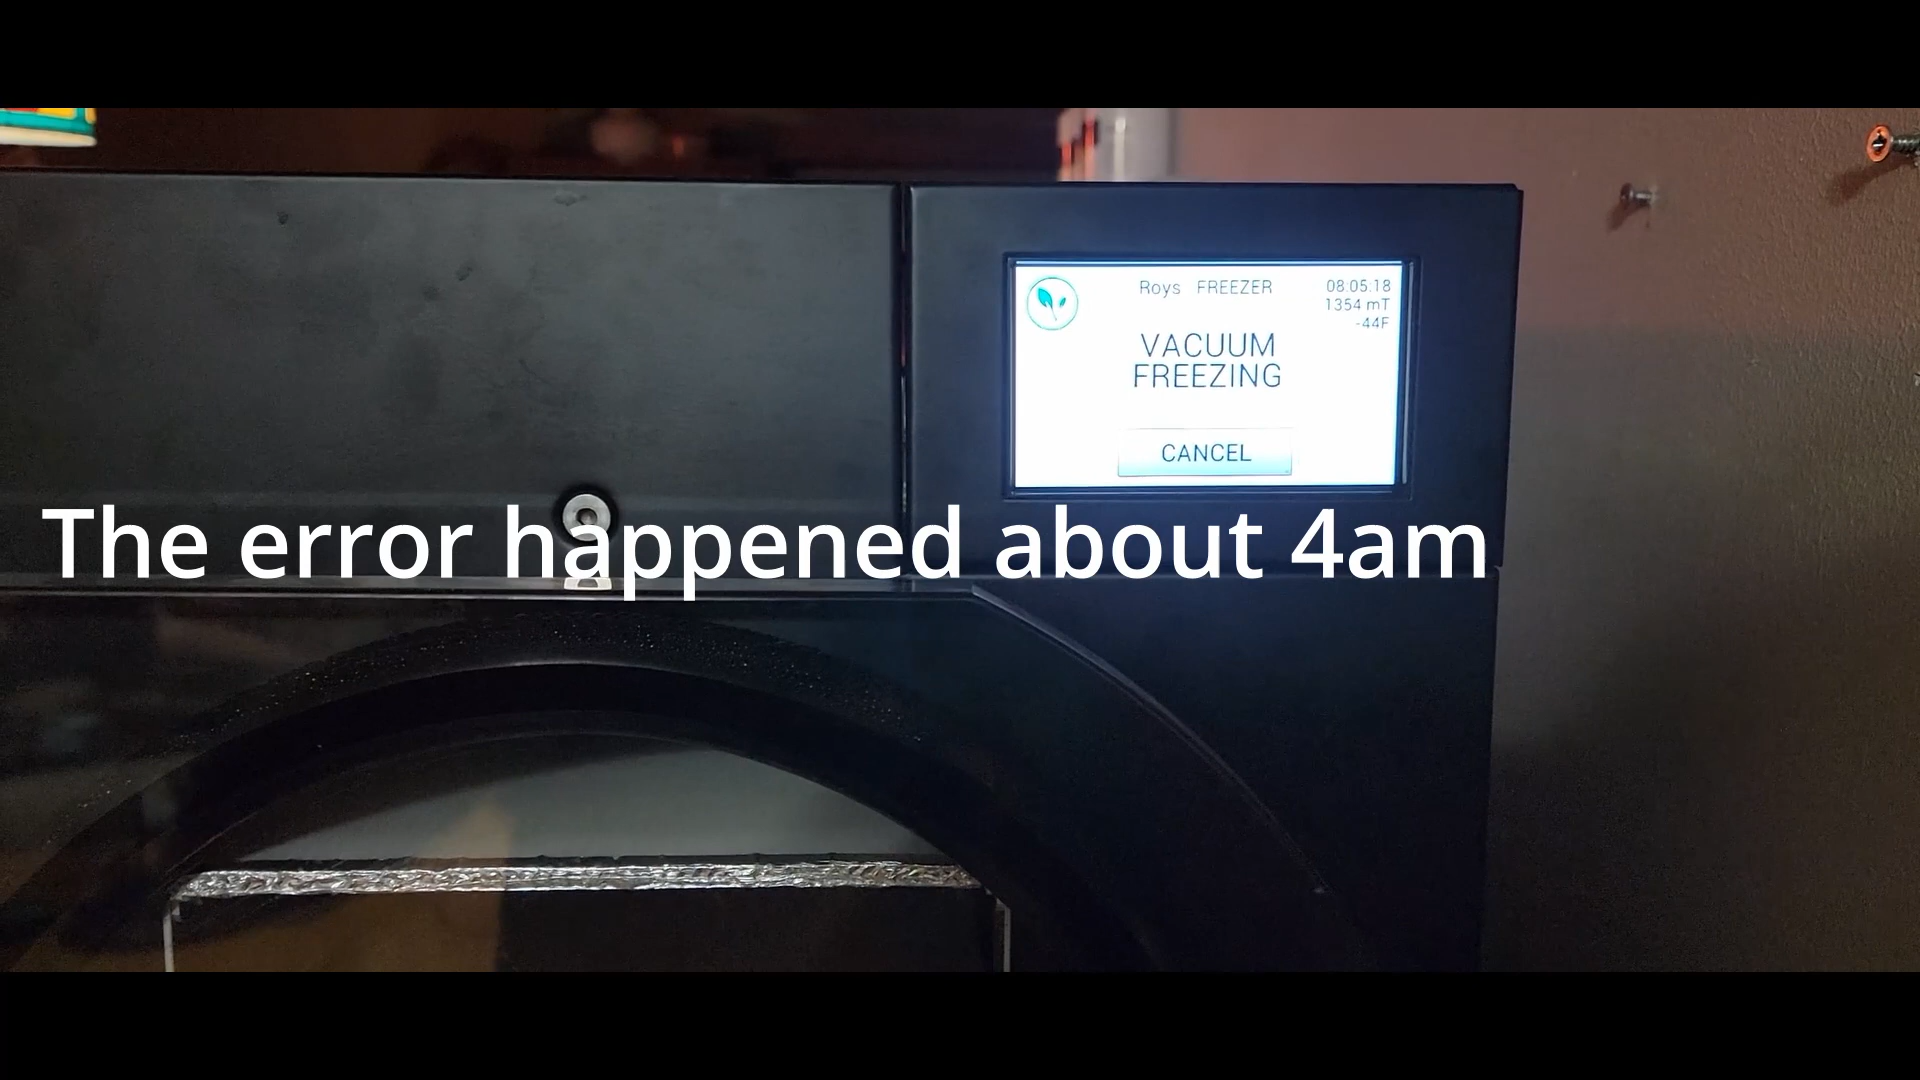 Roys FREEZER
08:05:18
1354 mT
-44F
VACUUM
FREEZING
CANCEL
The error happened about 4am